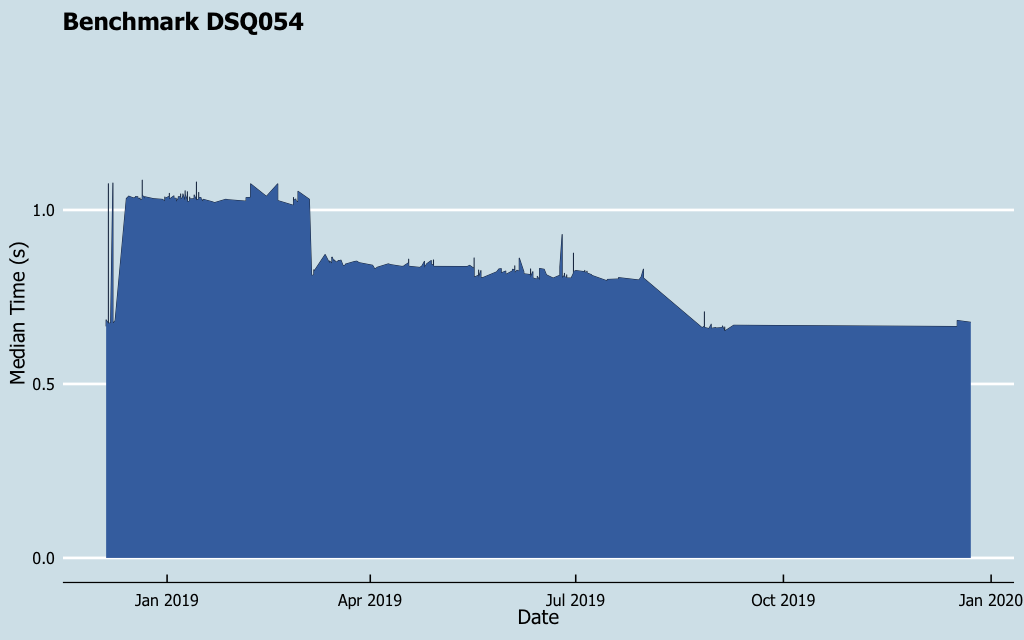 Benchmark DSQ054
Median Time (s)
1.0
0.5
0.0
Jan 2019
Apr 2019
Jul 2019
Oct 2019
Jan 2020
Date